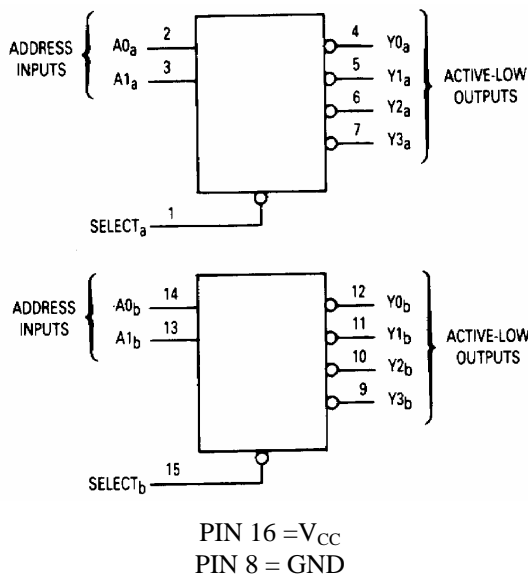 ADDRESS INPUTS
A0a 2
A1a 3
4 Y0a
5 Y1a
6 Y2a
7 Y3a
ACTIVE-LOW OUTPUTS
SELECTa 1
ADDRESS INPUTS
A0b 14
A1b 13
12 Y0b
11 Y1b
10 Y2b
9 Y3b
ACTIVE-LOW OUTPUTS
SELECTb 15
PIN 16 =VCC
PIN 8 = GND